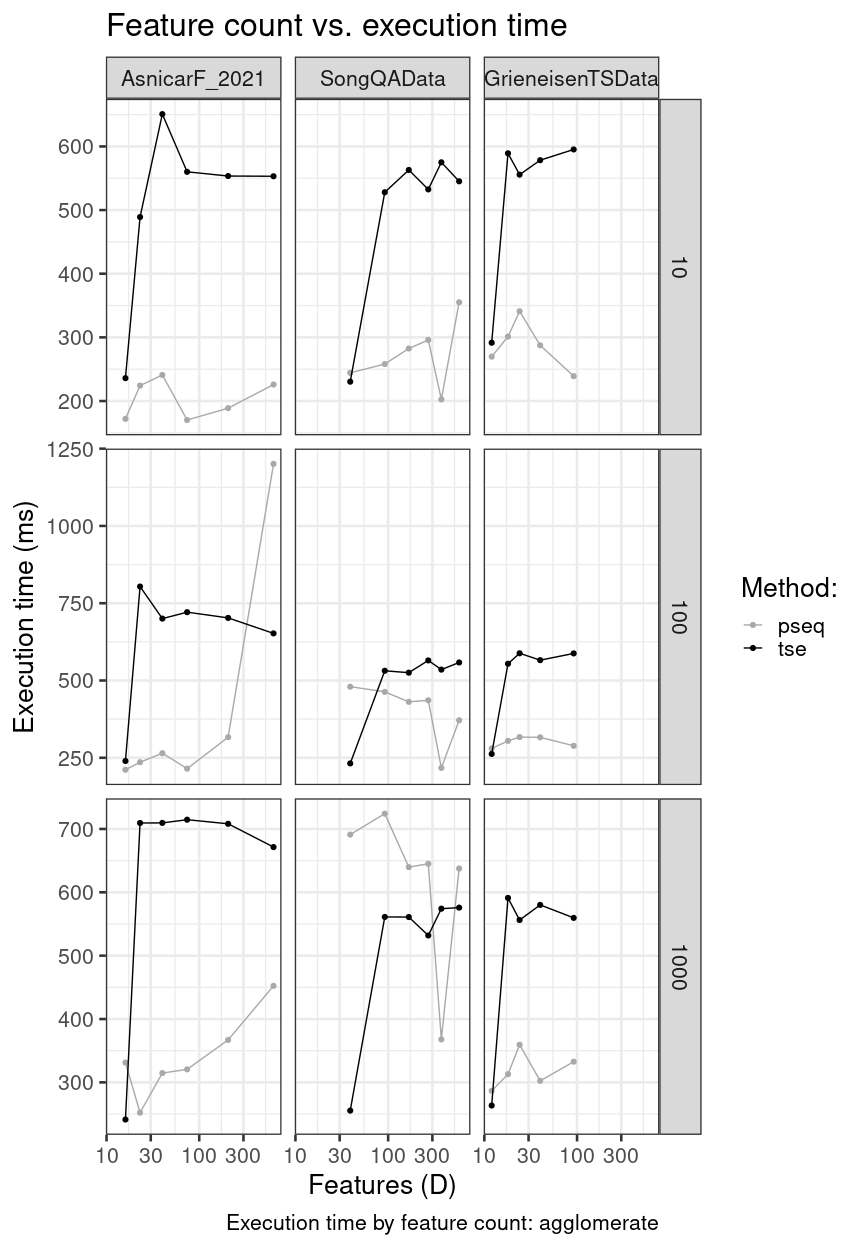 Feature count vs. execution time
AsnicarF_2021 SongQAData GrieneisenTSData
600
500
400
300
200
10
1250
1000
750
500
250
100
700
600
500
400
300
1000
10 30 100 300 10 30 100 300 10 30 100 300
Execution time (ms)
Features (D)
Method:
pseq
tse
Execution time by feature count: agglomerate